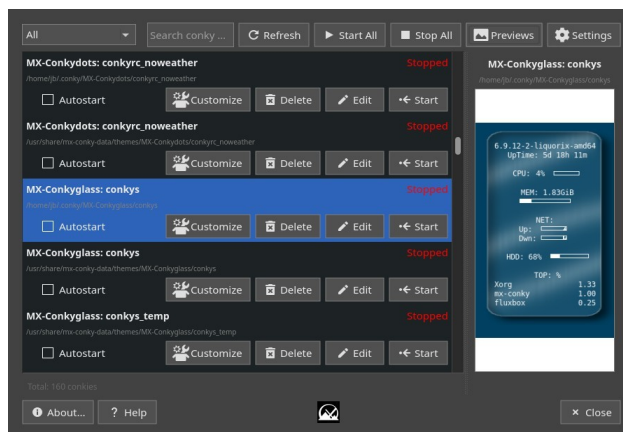 All
Search conky ...
Refresh
Start All
Stop All
Previews
Settings
MX-Conkydots: conkyrc_noweather
Stopped
/home/jb/.conky/MX-Conkydots/conkyrc_noweather
Autostart
Customize
Delete
Edit
Start
MX-Conkydots: conkyrc_noweather
Stopped
/usr/share/mx-conky-data/themes/MX-Conkydots/conkyrc_noweather
Autostart
Customize
Delete
Edit
Start
MX-Conkyglass: conkys
Stopped
/home/jb/.conky/MX-Conkyglass/conkys
Autostart
Customize
Delete
Edit
Start
MX-Conkyglass: conkys
Stopped
/usr/share/mx-conky-data/themes/MX-Conkyglass/conkys
Autostart
Customize
Delete
Edit
Start
MX-Conkyglass: conkys_temp
Stopped
/usr/share/mx-conky-data/themes/MX-Conkyglass/conkys_temp
Autostart
Customize
Delete
Edit
Start
MX-Conkyglass: conkys
/home/jb/.conky/MX-Conkyglass/conkys
6.9.12-2-liquorix-amd64
UpTime: 5d 18h 11m
CPU: 4%
MEM: 1.83GiB
NET:
Up:
Dwn:
HDD: 68%
TOP: %
Xorg 1.33
mx-conky 1.00
fluxbox 0.25
Total: 160 conkies
About...
? Help
Close